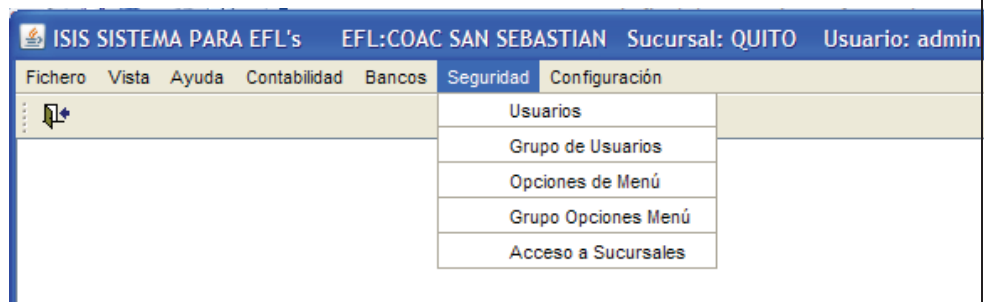 ISIS SISTEMA PARA EFL's EFL:COAC SAN SEBASTIAN Sucursal: QUITO Usuario: admin
Fichero Vista Ayuda Contabilidad Bancos Seguridad Configuración
Usuarios
Grupo de Usuarios
Opciones de Menú
Grupo Opciones Menú
Acceso a Sucursales